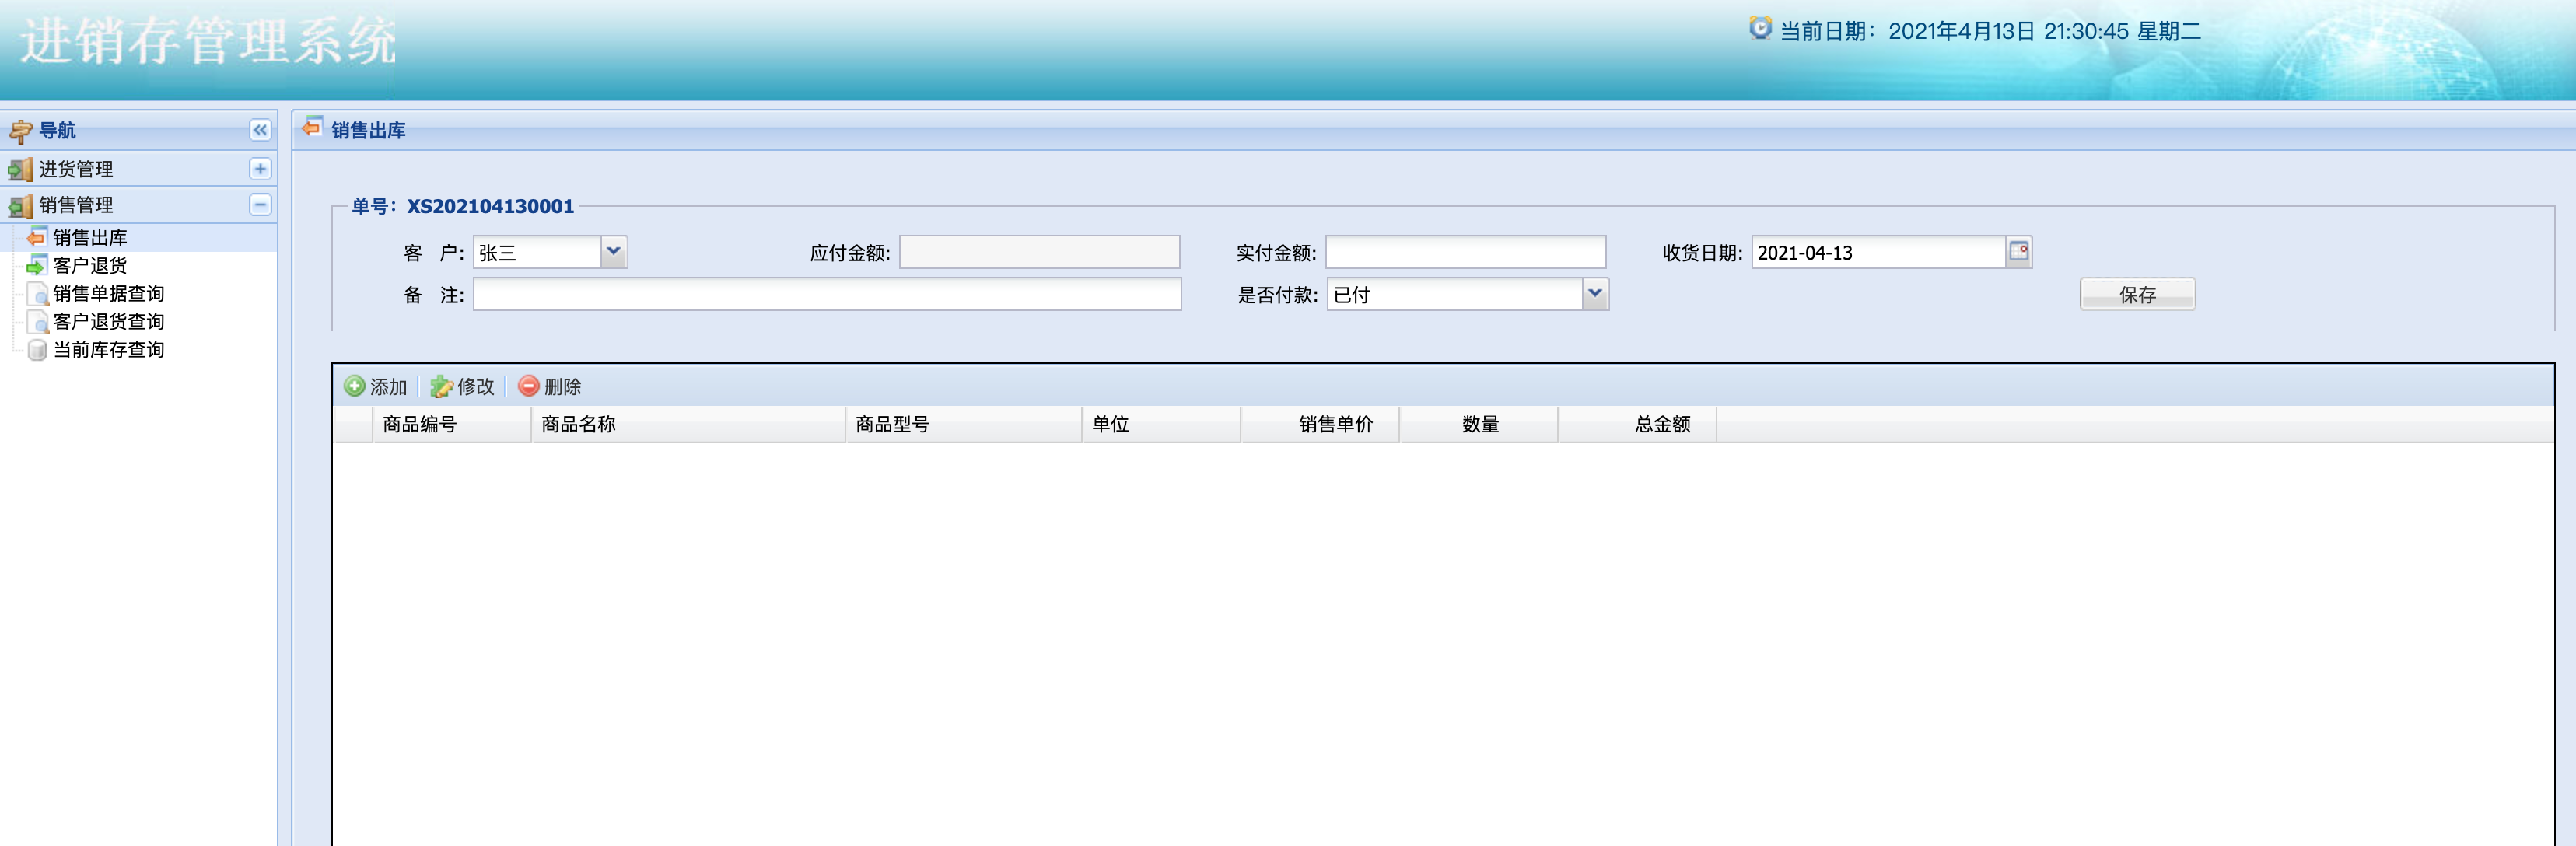 进销存管理系统
当前日期：2021年4月13日 21:30:45 星期二
导航
进货管理
销售管理
销售出库
客户退货
销售单据查询
客户退货查询
当前库存查询
销售出库
单号：XS202104130001
客 户: 张三 应付金额: 实付金额: 收货日期: 2021-04-13
备 注: 是否付款: 已付 保存
添加 修改 删除
商品编号 商品名称 商品型号 单位 销售单价 数量 总金额